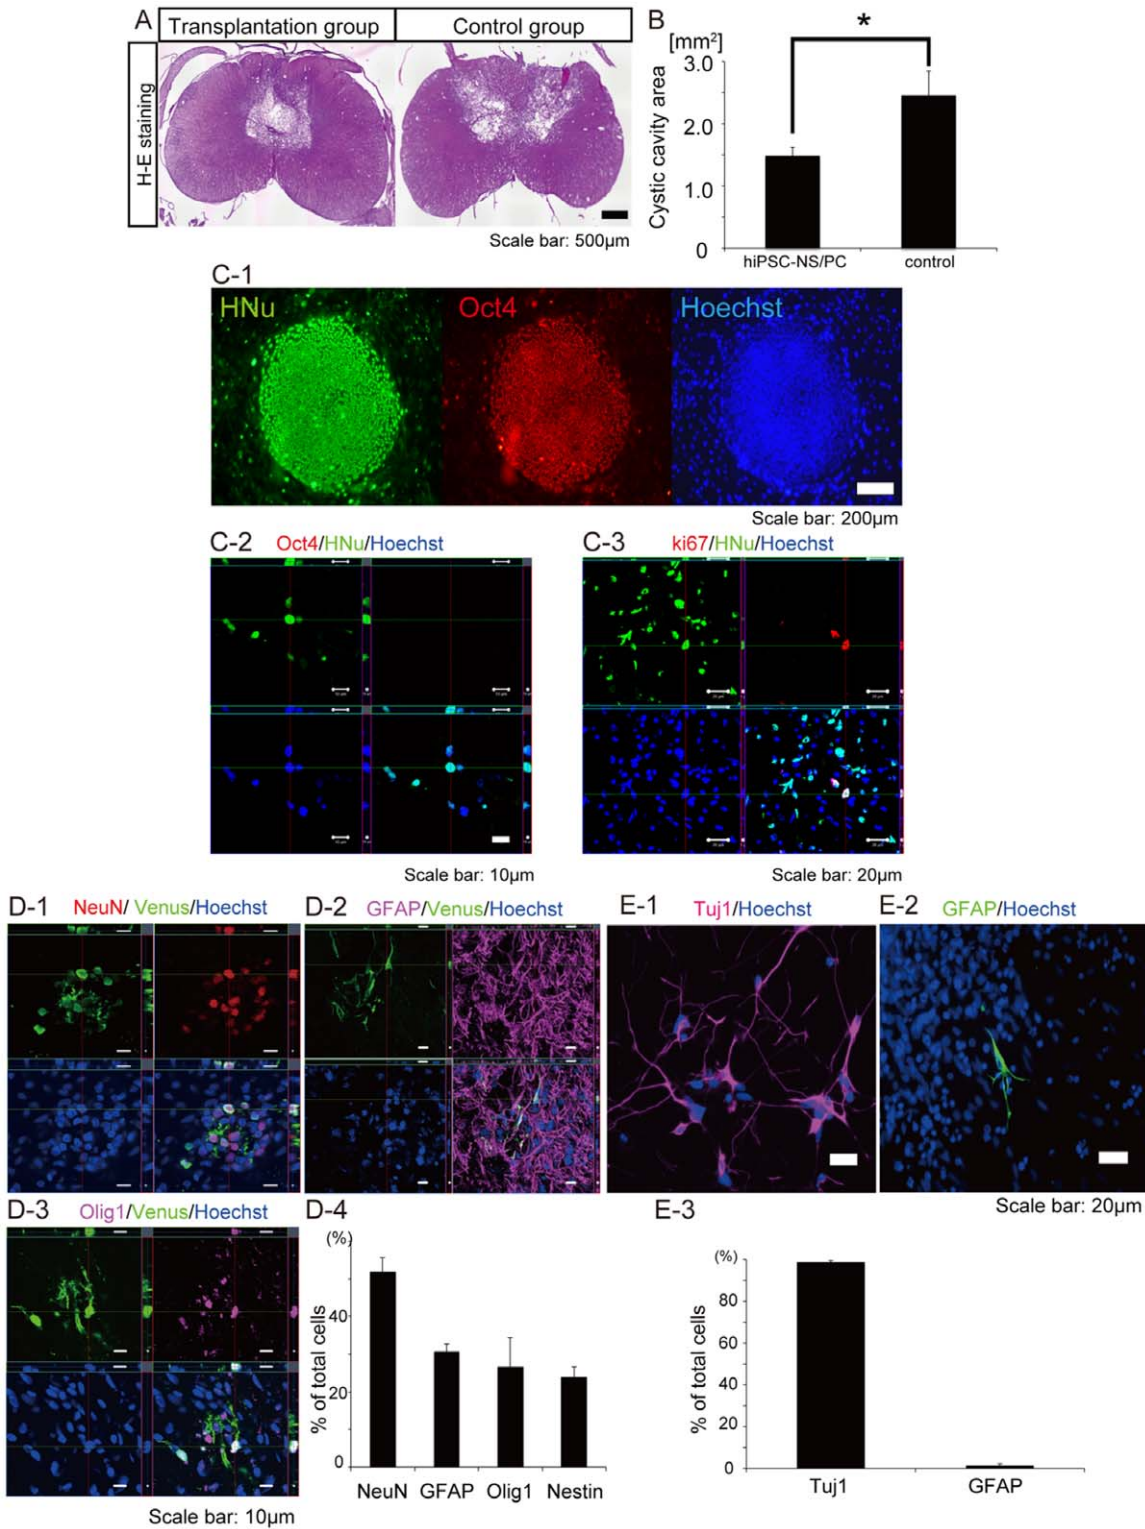 A
Transplantation group
Control group
H-E staining
Scale bar: 500μm
B
[mm²]
*
3.0
2.0
1.0
0
Cystic cavity area
hiPSC-NS/PC
control
C-1
HNu
Oct4
Hoechst
Scale bar: 200μm
C-2
Oct4/HNu/Hoechst
Scale bar: 10μm
C-3
ki67/HNu/Hoechst
Scale bar: 20μm
D-1
NeuN/ Venus/Hoechst
D-2
GFAP/Venus/Hoechst
E-1
Tuj1/Hoechst
E-2
GFAP/Hoechst
Scale bar: 20μm
D-3
Olig1/Venus/Hoechst
Scale bar: 10μm
D-4
(%)
40
20
0
% of total cells
NeuN
GFAP
Olig1
Nestin
E-3
(%)
80
60
40
20
0
% of total cells
Tuj1
GFAP